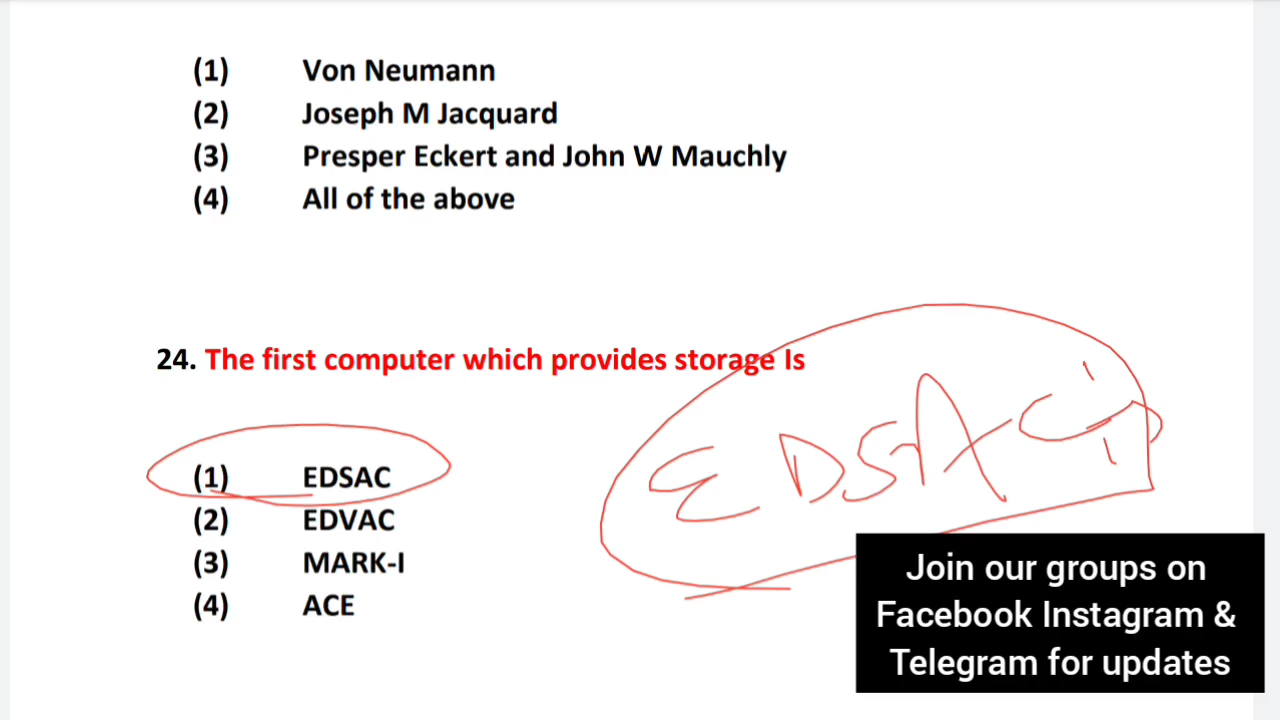 (1) Von Neumann
(2) Joseph M Jacquard
(3) Presper Eckert and John W Mauchly
(4) All of the above
24. The first computer which provides storage Is
(1) EDSAC
(2) EDVAC
(3) MARK-I
(4) ACE
EDSAC
Join our groups on
Facebook Instagram &
Telegram for updates